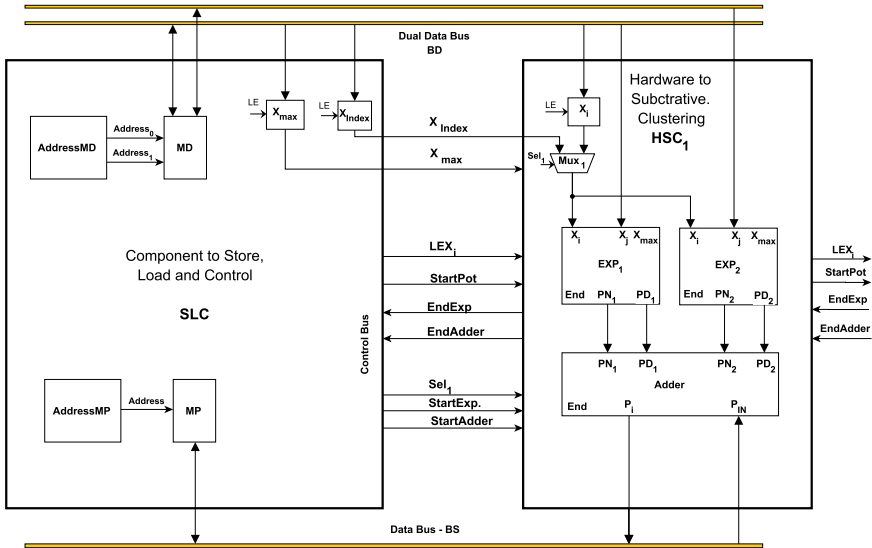 Dual Data Bus
BD
Hardware to
Subctrative.
Clustering
HSC1
LE
Xmax
LE
XIndex
LE
Xi
AddressMD
Address0
Address1
MD
X Index
X max
Sel1
Mux1
Component to Store,
Load and Control
SLC
Xi Xj Xmax
EXP1
End PN1 PD1
Xi Xj Xmax
EXP2
End PN2 PD2
LEXi
StartPot
EndExp
EndAdder
Control Bus
LEXi
StartPot
EndExp
EndAdder
PN1 PD1 PN2 PD2
Adder
End Pi PIN
Sel1
StartExp.
StartAdder
AddressMP
Address
MP
Data Bus - BS